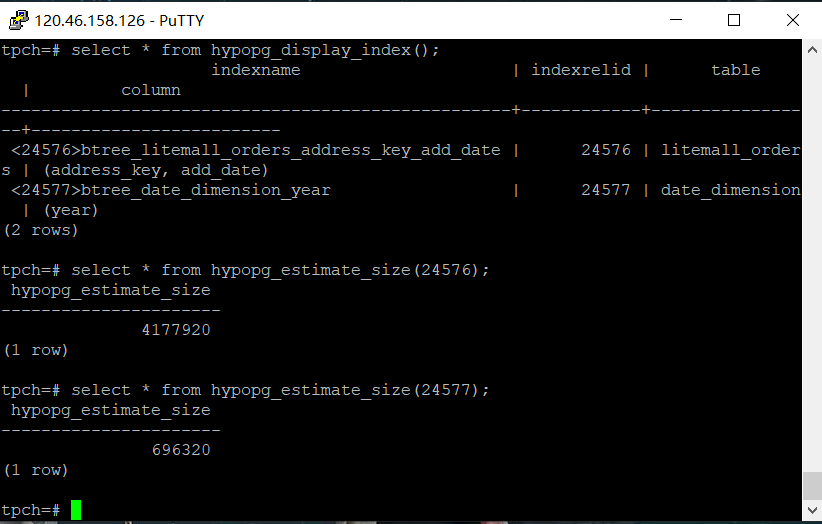 120.46.158.126 - PuTTY
tpch=# select * from hypopg_display_index();
                     indexname                     | indexrelid |      table
  |         column
---------------------------------------------------+------------+---------------
--+-------------------------
 <24576>btree_litemall_orders_address_key_add_date |      24576 | litemall_order
s | (address_key, add_date)
 <24577>btree_date_dimension_year                  |      24577 | date_dimension
  | (year)
(2 rows)
tpch=# select * from hypopg_estimate_size(24576);
 hypopg_estimate_size
----------------------
              4177920
(1 row)
tpch=# select * from hypopg_estimate_size(24577);
 hypopg_estimate_size
----------------------
               696320
(1 row)
tpch=#